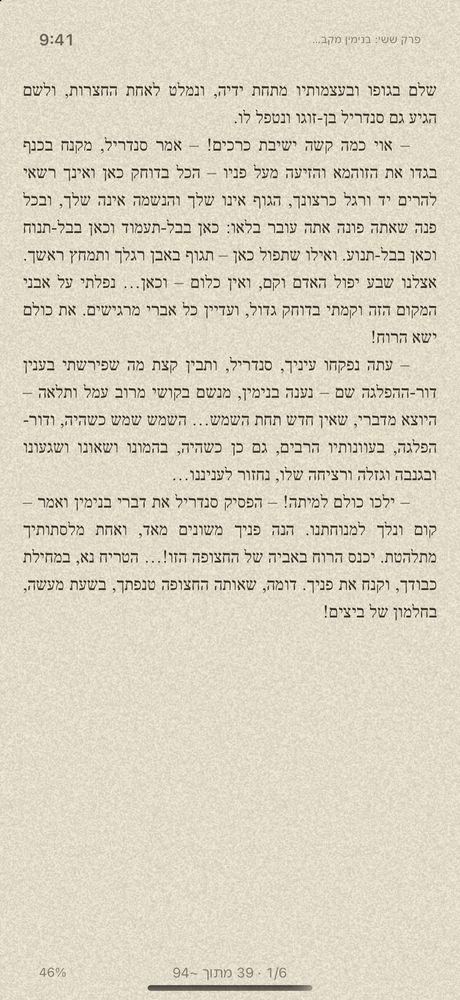 9:41
פרק ששי: בנימין מקב...
שלם בגופו ובעצמותיו מתחת ידיה, ונמלט לאחת החצרות, ולשם
הגיע גם סנדריל בן-זוגו ונטפל לו.
– אוי כמה קשה ישיבת כרכים! – אמר סנדריל, מקנח בכנף
בגדו את הזוהמא והזיעה מעל פניו – הכל בדוחק כאן ואינך רשאי
להרים יד ורגל כרצונך, הגוף אינו שלך והנשמה אינה שלך, ובכל
פנה שאתה פונה אתה עובר בלאו: כאן בבל-תעמוד וכאן בבל-תנוח
וכאן בבל-תנוע. ואילו שתפול כאן – תגוף באבן רגלך ותמחץ ראשך.
אצלנו שבע יפול האדם וקם, ואין כלום – וכאן... נפלתי על אבני
המקום הזה וקמתי בדוחק גדול, ועדיין כל אברי מרגישים. את כולם
ישא הרוח!
– עתה נפקחו עיניך, סנדריל, ותבין קצת מה שפירשתי בענין
דור-ההפלגה שם – נענה בנימין, מנשם בקושי מרוב עמל ותלאה –
היוצא מדברי, שאין חדש תחת השמש... השמש שמש כשהיה, ודור-
הפלגה, בעוונותיו הרבים, גם כן כשהיה, בהמונו ושאונו ושגעונו
ובגנבה וגזלה ורציחה שלו, נחזור לעניננו...
– ילכו כולם למיתה! – הפסיק סנדריל את דברי בנימין ואמר –
קום ונלך למנוחתנו. הנה פניך משונים מאד, ואחת מלסתותיך
מתלהטת. יכנס הרוח באביה של החצופה הזו!... הטריח נא, במחילת
כבודך, וקנח את פניך. דומה, שאותה החצופה טנפתך, בשעת מעשה,
בחלמון של ביצים!
46%
1/6 · 39 מתוך ~94